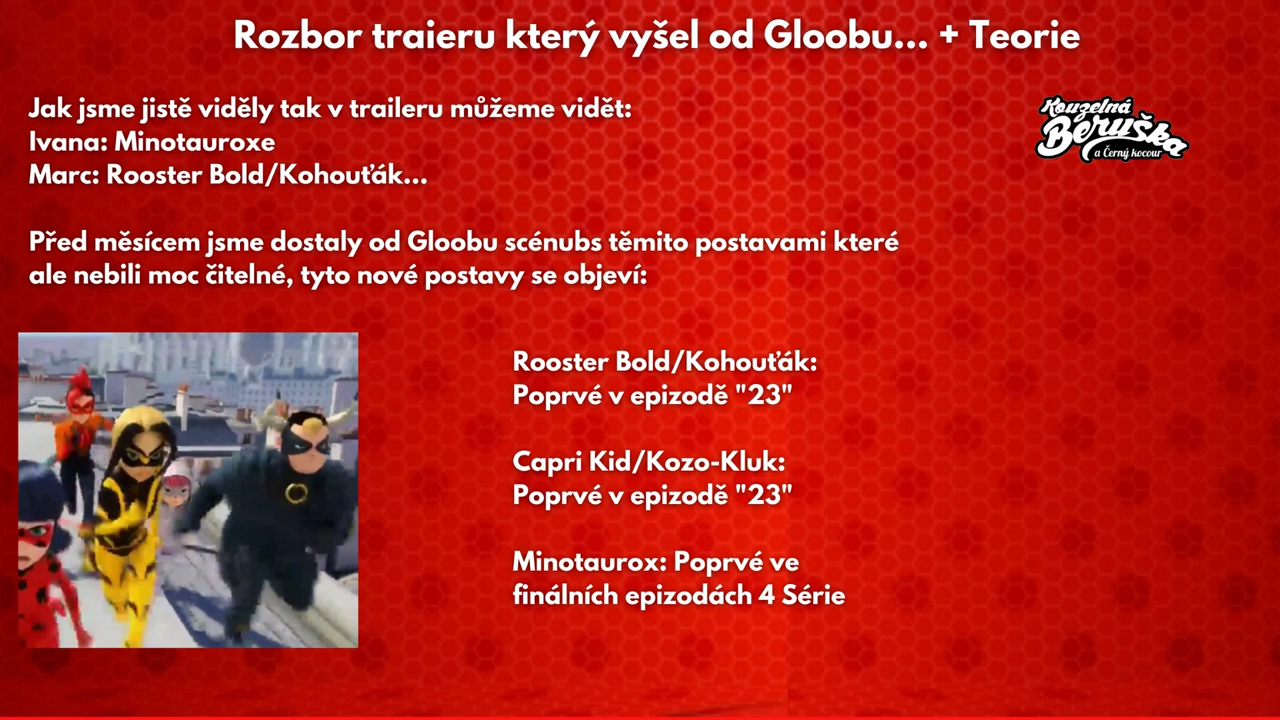 Rozbor traieru který vyšel od Gloobu... + Teorie
Jak jsme jistě viděly tak v traileru můžeme vidět:
Ivana: Minotauroxe
Marc: Rooster Bold/Kohouťák...
Kouzelná
Beruška
a Černý kocour
Před měsícem jsme dostaly od Gloobu scénubs těmito postavami které
ale nebili moc čitelné, tyto nové postavy se objeví:
Rooster Bold/Kohouťák:
Poprvé v epizodě "23"
Capri Kid/Kozo-Kluk:
Poprvé v epizodě "23"
Minotaurox: Poprvé ve
finálních epizodách 4 Série